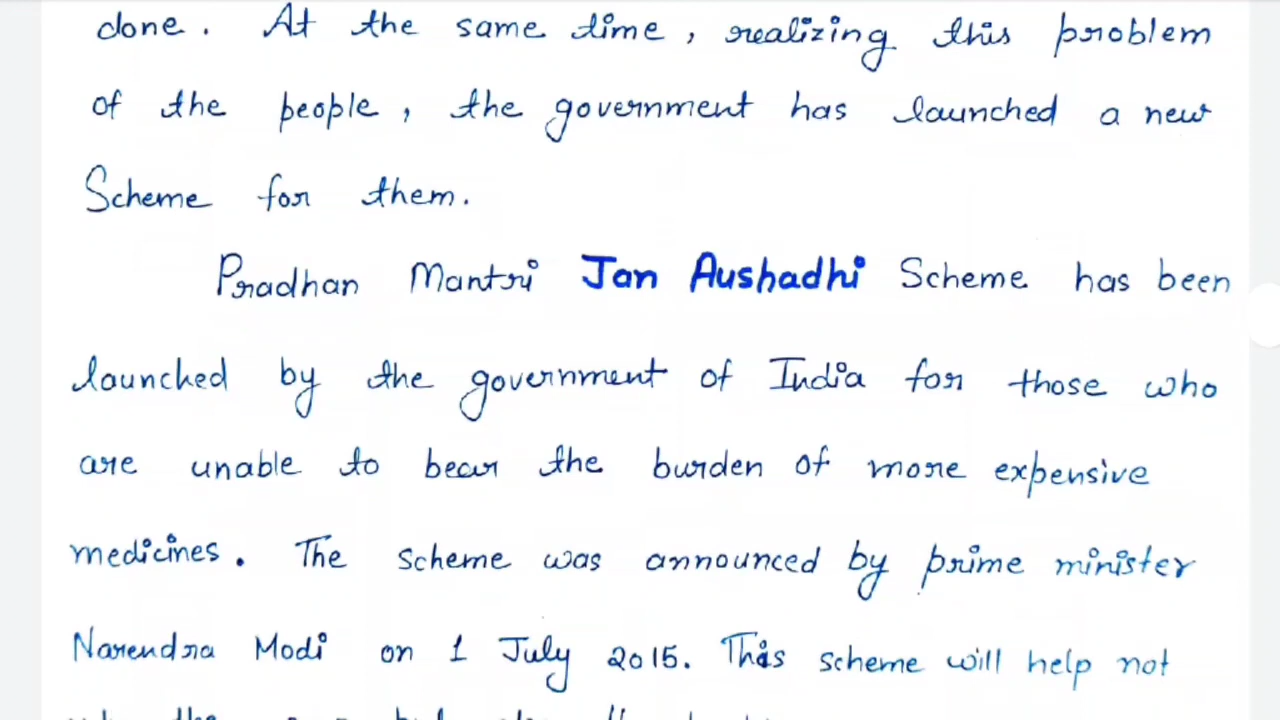 done. At the same time, realizing this problem
of the people, the government has launched a new
Scheme for them.
Pradhan Mantri Jan Aushadhi Scheme has been
launched by the government of India for those who
are unable to bear the burden of more expensive
medicines. The scheme was announced by prime minister
Narendra Modi on 1 July 2015. This scheme will help not